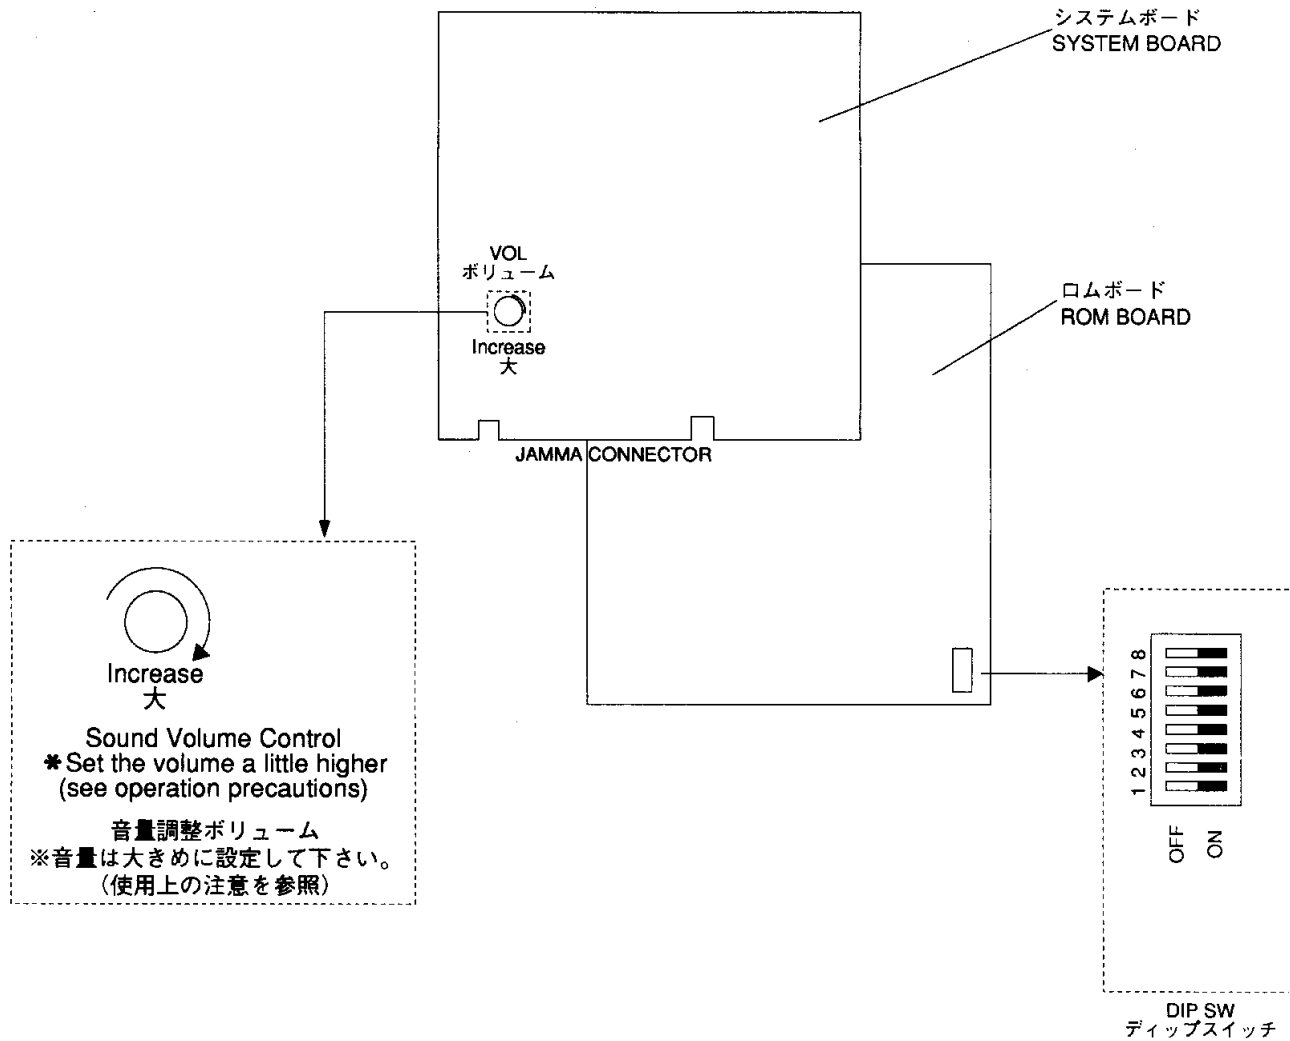 システムボード
SYSTEM BOARD
VOL
ボリューム
Increase
大
ロムボード
ROM BOARD
JAMMA CONNECTOR
Increase
大
Sound Volume Control
*Set the volume a little higher
(see operation precautions)
音量調整ボリューム
※音量は大きめに設定して下さい。
(使用上の注意を参照)
1 2 3 4 5 6 7 8
OFF
ON
DIP SW
ディップスイッチ